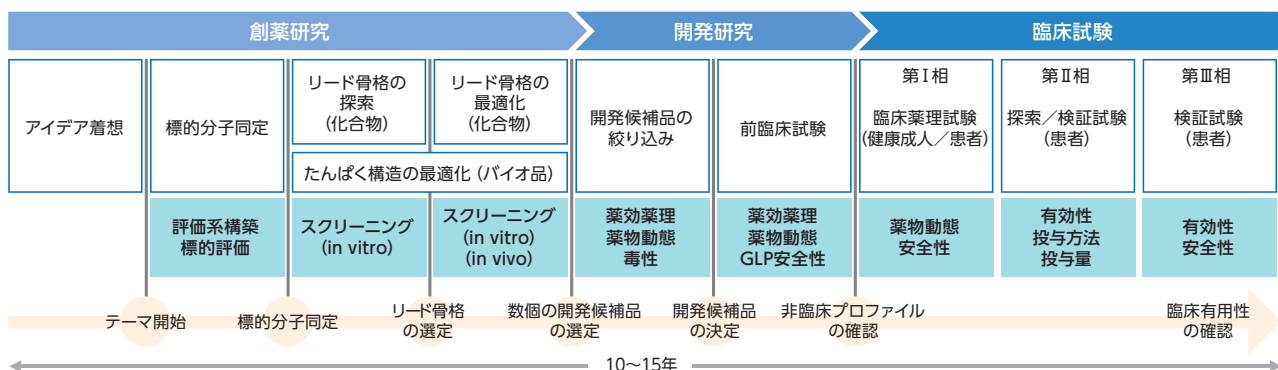 創薬研究
開発研究
臨床試験
アイデア着想
標的分子同定
リード骨格の
探索
(化合物)
リード骨格の
最適化
(化合物)
たんぱく構造の最適化(バイオ品)
開発候補品の
絞り込み
前臨床試験
第Ⅰ相
臨床薬理試験
(健康成人／患者)
第Ⅱ相
探索／検証試験
(患者)
第Ⅲ相
検証試験
(患者)
評価系構築
標的評価
スクリーニング
(in vitro)
スクリーニング
(in vitro)
(in vivo)
薬効薬理
薬物動態
毒性
薬効薬理
薬物動態
GLP安全性
薬物動態
安全性
有効性
投与方法
投与量
有効性
安全性
テーマ開始
標的分子同定
リード骨格
の選定
数個の開発候補品
の選定
開発候補品
の決定
非臨床プロファイル
の確認
臨床有用性
の確認
10～15年